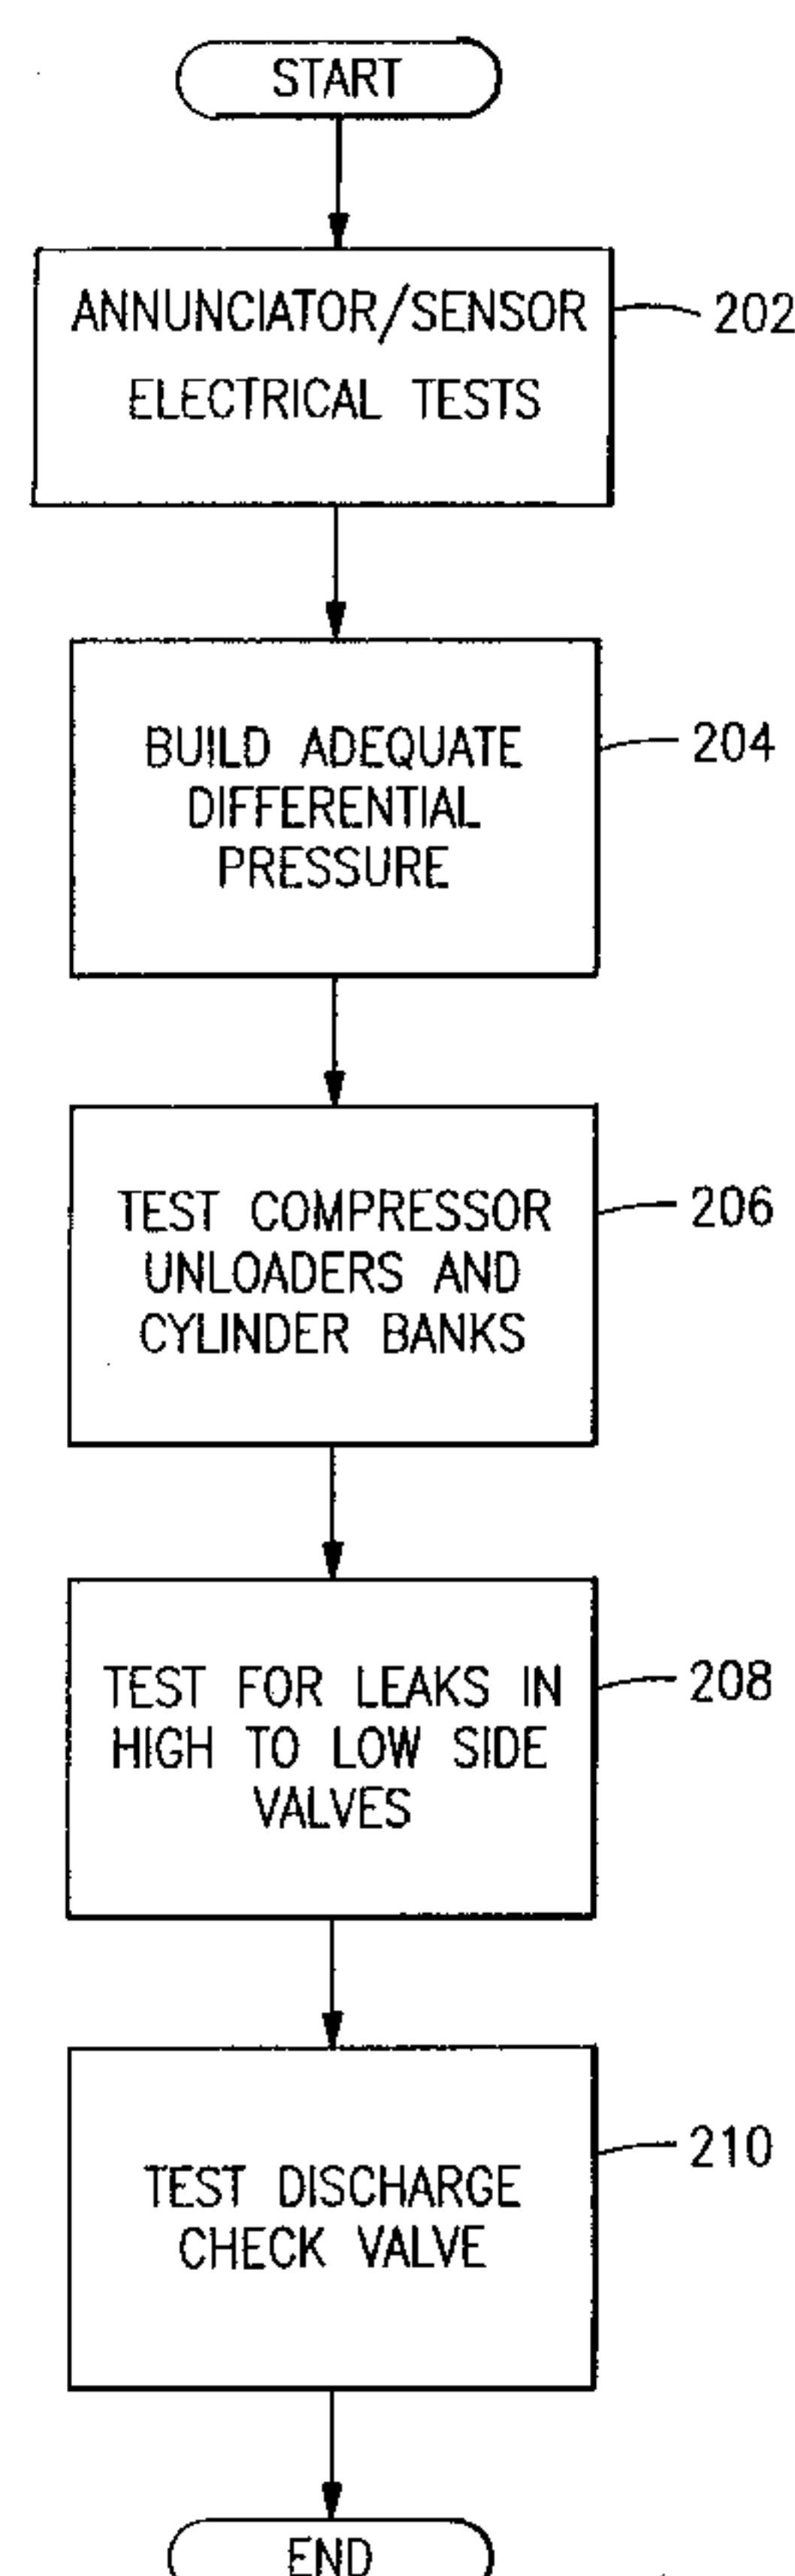 START
ANNUNCIATOR/SENSOR
ELECTRICAL TESTS
202
BUILD ADEQUATE
DIFFERENTIAL
PRESSURE
204
TEST COMPRESSOR
UNLOADERS AND
CYLINDER BANKS
206
TEST FOR LEAKS IN
HIGH TO LOW SIDE
VALVES
208
TEST DISCHARGE
CHECK VALVE
210
END